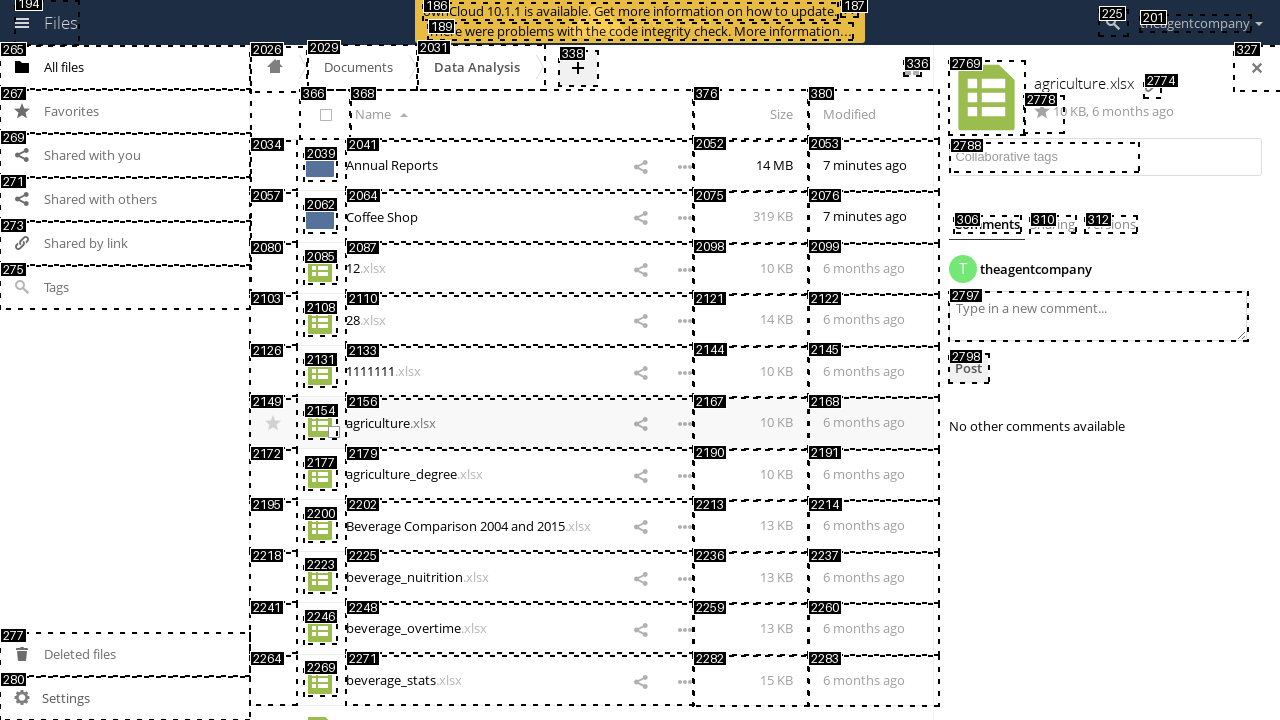 194
Files
186
ownCloud 10.1.1 is available. Get more information on how to update.
187
189
There were problems with the code integrity check. More information…
225
201
theagentcompany
265
All files
267
Favorites
269
Shared with you
271
Shared with others
273
Shared by link
275
Tags
277
Deleted files
280
Settings
2026
2029
Documents
2031
Data Analysis
338
+
336
366
368
Name
376
Size
380
Modified
2034
2039
2041
Annual Reports
2052
14 MB
2053
7 minutes ago
2057
2062
2064
Coffee Shop
2075
319 KB
2076
7 minutes ago
2080
2085
2087
12.xlsx
2098
10 KB
2099
6 months ago
2103
2108
2110
28.xlsx
2121
14 KB
2122
6 months ago
2126
2131
2133
1111111.xlsx
2144
10 KB
2145
6 months ago
2149
2154
2156
agriculture.xlsx
2167
10 KB
2168
6 months ago
2172
2177
2179
agriculture_degree.xlsx
2190
10 KB
2191
6 months ago
2195
2200
2202
Beverage Comparison 2004 and 2015.xlsx
2213
13 KB
2214
6 months ago
2218
2223
2225
beverage_nuitrition.xlsx
2236
13 KB
2237
6 months ago
2241
2246
2248
beverage_overtime.xlsx
2259
13 KB
2260
6 months ago
2264
2269
2271
beverage_stats.xlsx
2282
15 KB
2283
6 months ago
327
2769
agriculture.xlsx
2774
2778
10 KB, 6 months ago
2788
Collaborative tags
306
Comments
310
Sharing
312
Versions
T theagentcompany
2797
Type in a new comment...
2798
Post
No other comments available